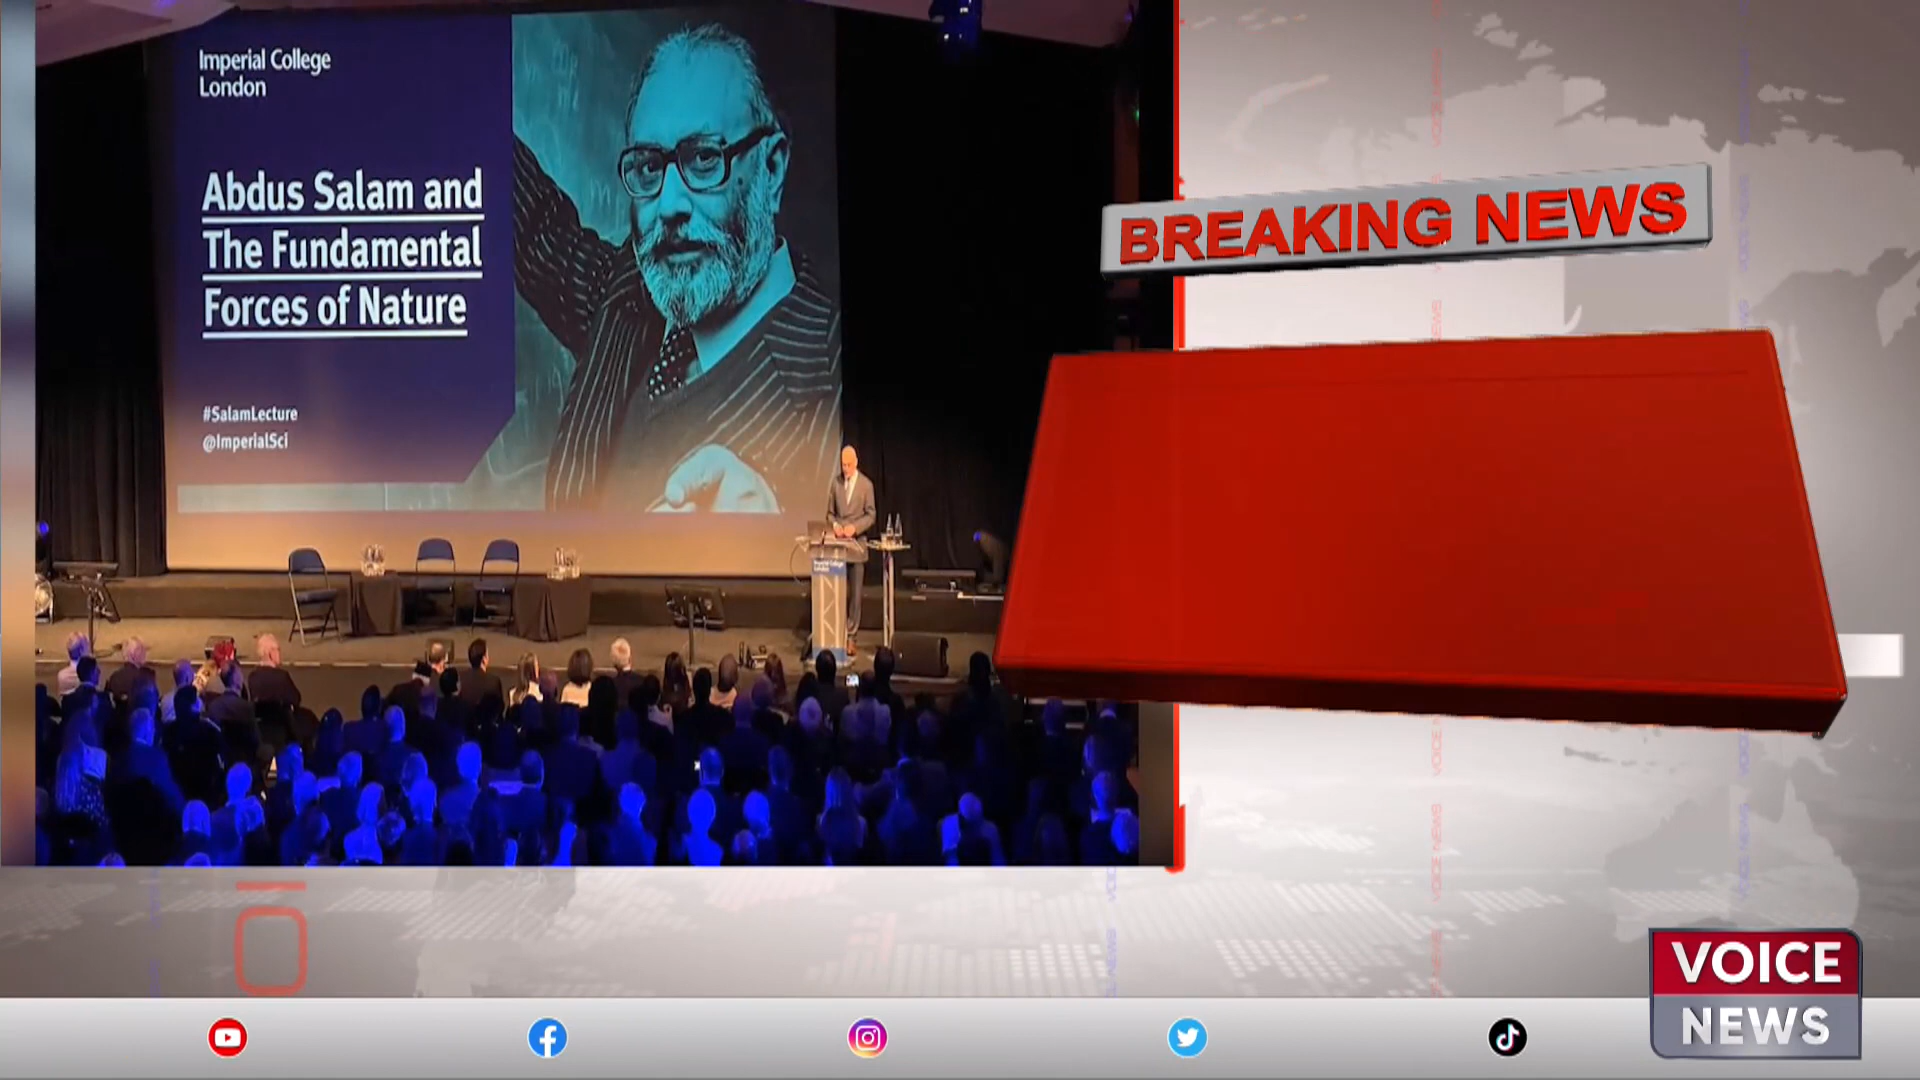 Imperial College
London
Abdus Salam and
The Fundamental
Forces of Nature
#SalamLecture
@ImperialSci
BREAKING NEWS
VOICE
NEWS